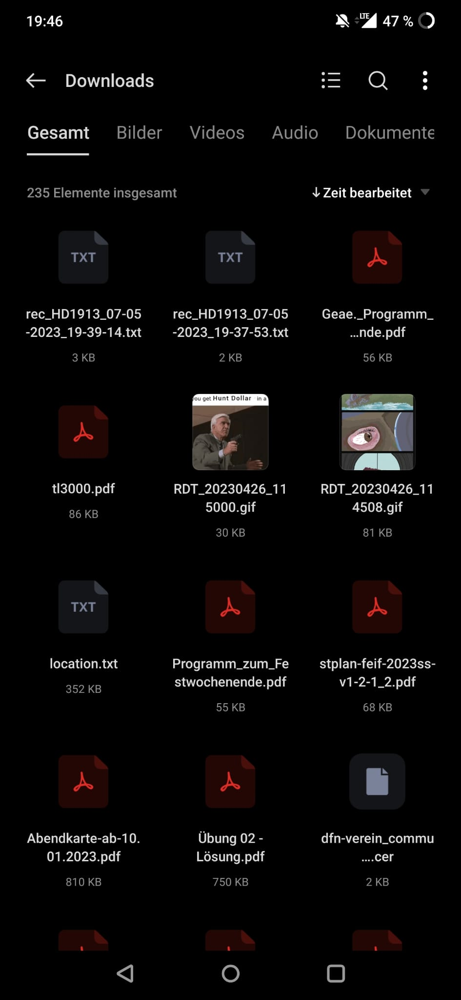 19:46
LTE 47 %
Downloads
Gesamt Bilder Videos Audio Dokumente
235 Elemente insgesamt
↓ Zeit bearbeitet
TXT TXT
rec_HD1913_07-05
-2023_19-39-14.txt
3 KB
rec_HD1913_07-05
-2023_19-37-53.txt
2 KB
Geae._Programm_
...nde.pdf
56 KB
tl3000.pdf
86 KB
you get Hunt Dollar in a
RDT_20230426_11
5000.gif
30 KB
RDT_20230426_11
4508.gif
81 KB
TXT
location.txt
352 KB
Programm_zum_Fe
stwochenende.pdf
55 KB
stplan-feif-2023ss-
v1-2-1_2.pdf
68 KB
Abendkarte-ab-10.
01.2023.pdf
810 KB
Übung 02 -
Lösung.pdf
750 KB
dfn-verein_commu
....cer
2 KB